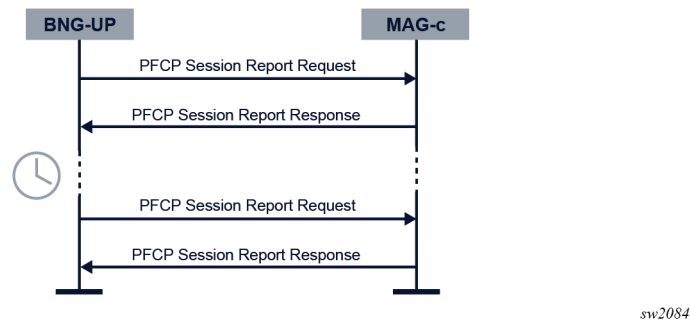 BNG-UP
MAG-c
PFCP Session Report Request
PFCP Session Report Response
PFCP Session Report Request
PFCP Session Report Response
sw2084